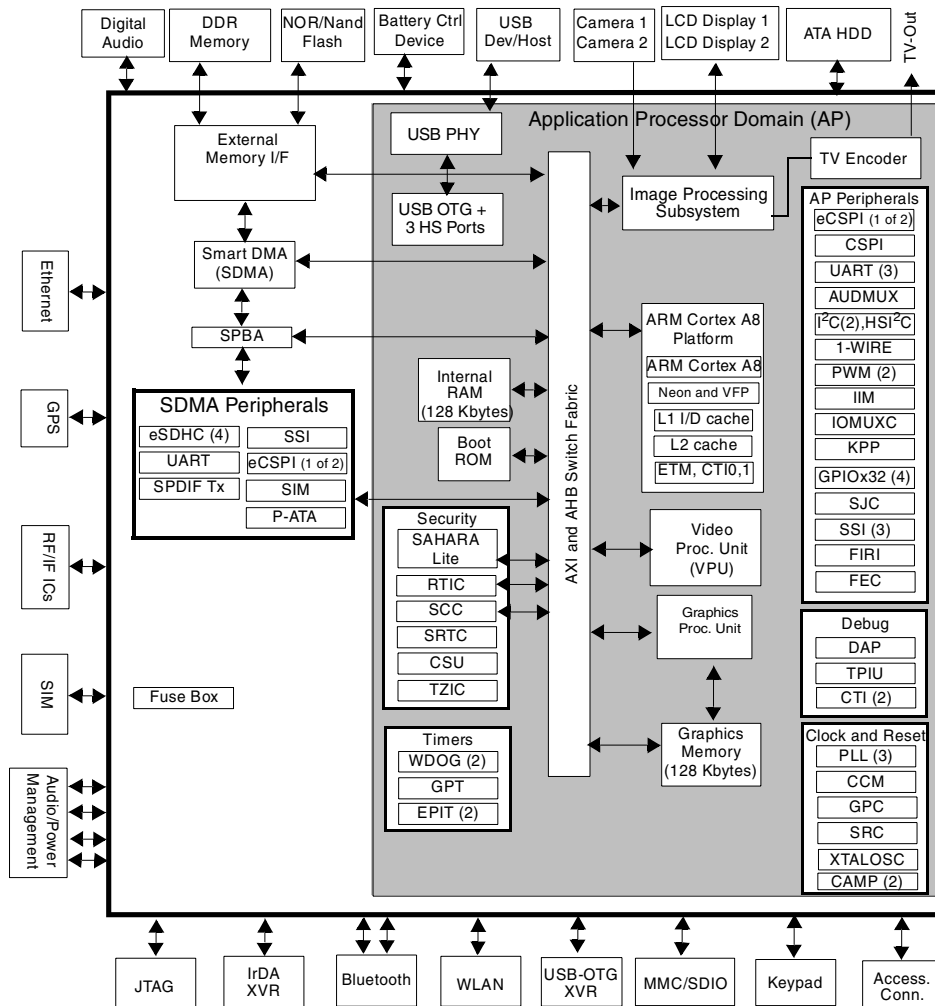 Digital
Audio
DDR
Memory
NOR/Nand
Flash
Battery Ctrl
Device
USB
Dev/Host
Camera 1
Camera 2
LCD Display 1
LCD Display 2
ATA HDD
TV-Out
Application Processor Domain (AP)
External
Memory I/F
USB PHY
TV Encoder
USB OTG +
3 HS Ports
Image Processing
Subsystem
Smart DMA
(SDMA)
SPBA
Ethernet
GPS
RF/IF ICs
SIM
Audio/Power
Management
SDMA Peripherals
eSDHC (4)
UART
SPDIF Tx
SSI
eCSPI (1 of 2)
SIM
P-ATA
Fuse Box
Internal
RAM
(128 Kbytes)
Boot
ROM
Security
SAHARA
Lite
RTIC
SCC
SRTC
CSU
TZIC
Timers
WDOG (2)
GPT
EPIT (2)
AXI and AHB Switch Fabric
ARM Cortex A8
Platform
ARM Cortex A8
Neon and VFP
L1 I/D cache
L2 cache
ETM, CTI0,1
Video
Proc. Unit
(VPU)
Graphics
Proc. Unit
Graphics
Memory
(128 Kbytes)
AP Peripherals
eCSPI (1 of 2)
CSPI
UART (3)
AUDMUX
I²C(2),HSI²C
1-WIRE
PWM (2)
IIM
IOMUXC
KPP
GPIOx32 (4)
SJC
SSI (3)
FIRI
FEC
Debug
DAP
TPIU
CTI (2)
Clock and Reset
PLL (3)
CCM
GPC
SRC
XTALOSC
CAMP (2)
JTAG
IrDA
XVR
Bluetooth
WLAN
USB-OTG
XVR
MMC/SDIO
Keypad
Access.
Conn.